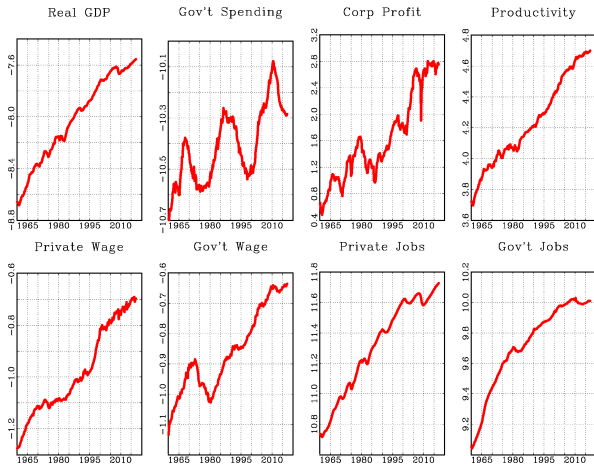 Real GDP
Gov't Spending
Corp Profit
Productivity
−7.6
−8.0
−8.4
−8.8
1965 1980 1995 2010
−10.1
−10.3
−10.5
−10.7
1965 1980 1995 2010
3.2
2.8
2.4
2.0
1.6
1.2
0.8
0.4
1965 1980 1995 2010
4.8
4.6
4.4
4.2
4.0
3.8
3.6
1965 1980 1995 2010
Private Wage
Gov't Wage
Private Jobs
Gov't Jobs
−0.6
−0.8
−1.0
−1.2
1965 1980 1995 2010
−0.6
−0.7
−0.8
−0.9
−1.0
−1.1
1965 1980 1995 2010
11.8
11.6
11.4
11.2
11.0
10.8
1965 1980 1995 2010
10.2
10.0
9.8
9.6
9.4
9.2
1965 1980 1995 2010